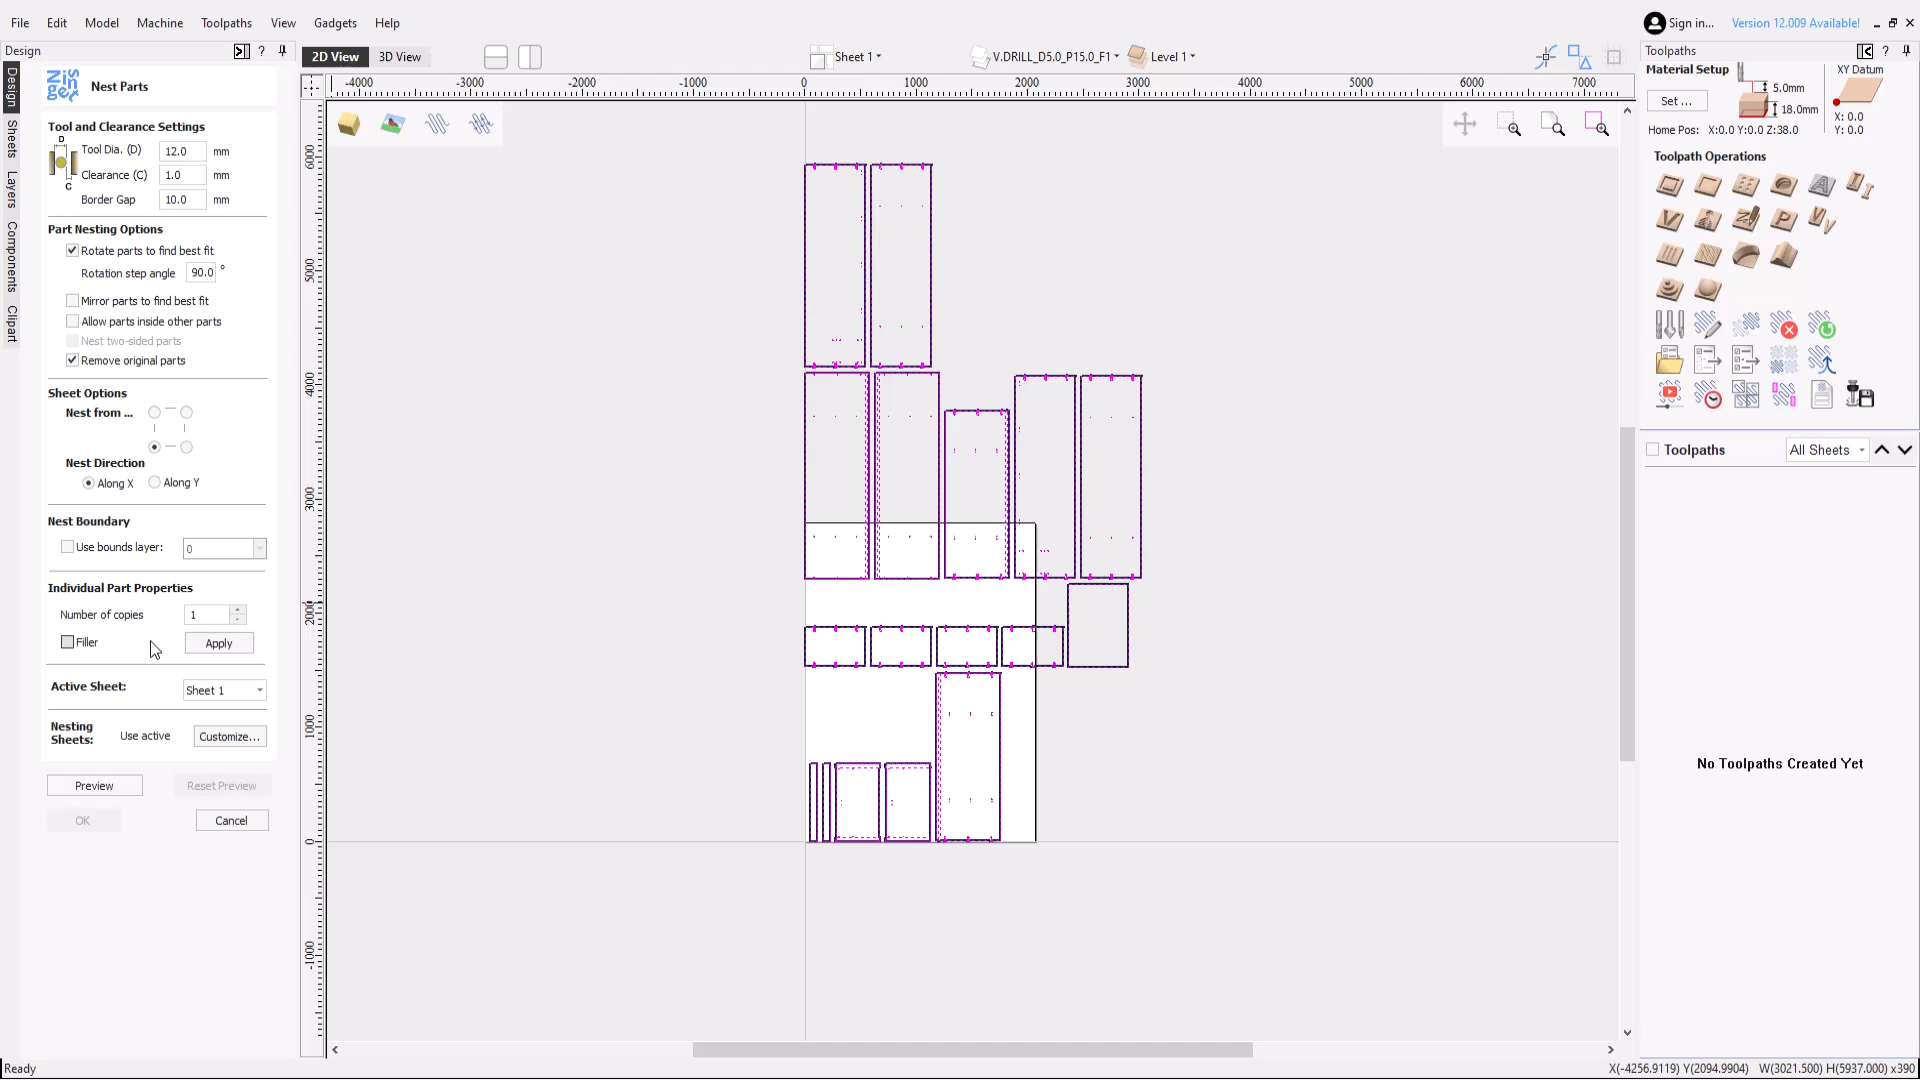 File Edit Model Machine Toolpaths View Gadgets Help
Sign in... Version 12.009 Available!
Design ?
2D View 3D View
Sheet 1
V.DRILL_D5.0_P15.0_F1
Level 1
Toolpaths ?
Design
Sheets
Layers
Components
Clipart
Nest Parts
Tool and Clearance Settings
D
C
Tool Dia. (D) 12.0 mm
Clearance (C) 1.0 mm
Border Gap 10.0 mm
Part Nesting Options
Rotate parts to find best fit
Rotation step angle 90.0 °
Mirror parts to find best fit
Allow parts inside other parts
Nest two-sided parts
Remove original parts
Sheet Options
Nest from ...
Nest Direction
Along X Along Y
Nest Boundary
Use bounds layer: 0
Individual Part Properties
Number of copies 1
Filler Apply
Active Sheet: Sheet 1
Nesting Sheets: Use active Customize...
Preview Reset Preview
OK Cancel
-4000 -3000 -2000 -1000 0 1000 2000 3000 4000 5000 6000 7000
6000
5000
4000
3000
2000
1000
0
-1000
Material Setup
Set ...
5.0mm
18.0mm
XY Datum
X: 0.0
Y: 0.0
Home Pos: X:0.0 Y:0.0 Z:38.0
Toolpath Operations
Toolpaths All Sheets
No Toolpaths Created Yet
Ready
X(-4256.9119) Y(2094.9904) W(3021.500) H(5937.000) x390